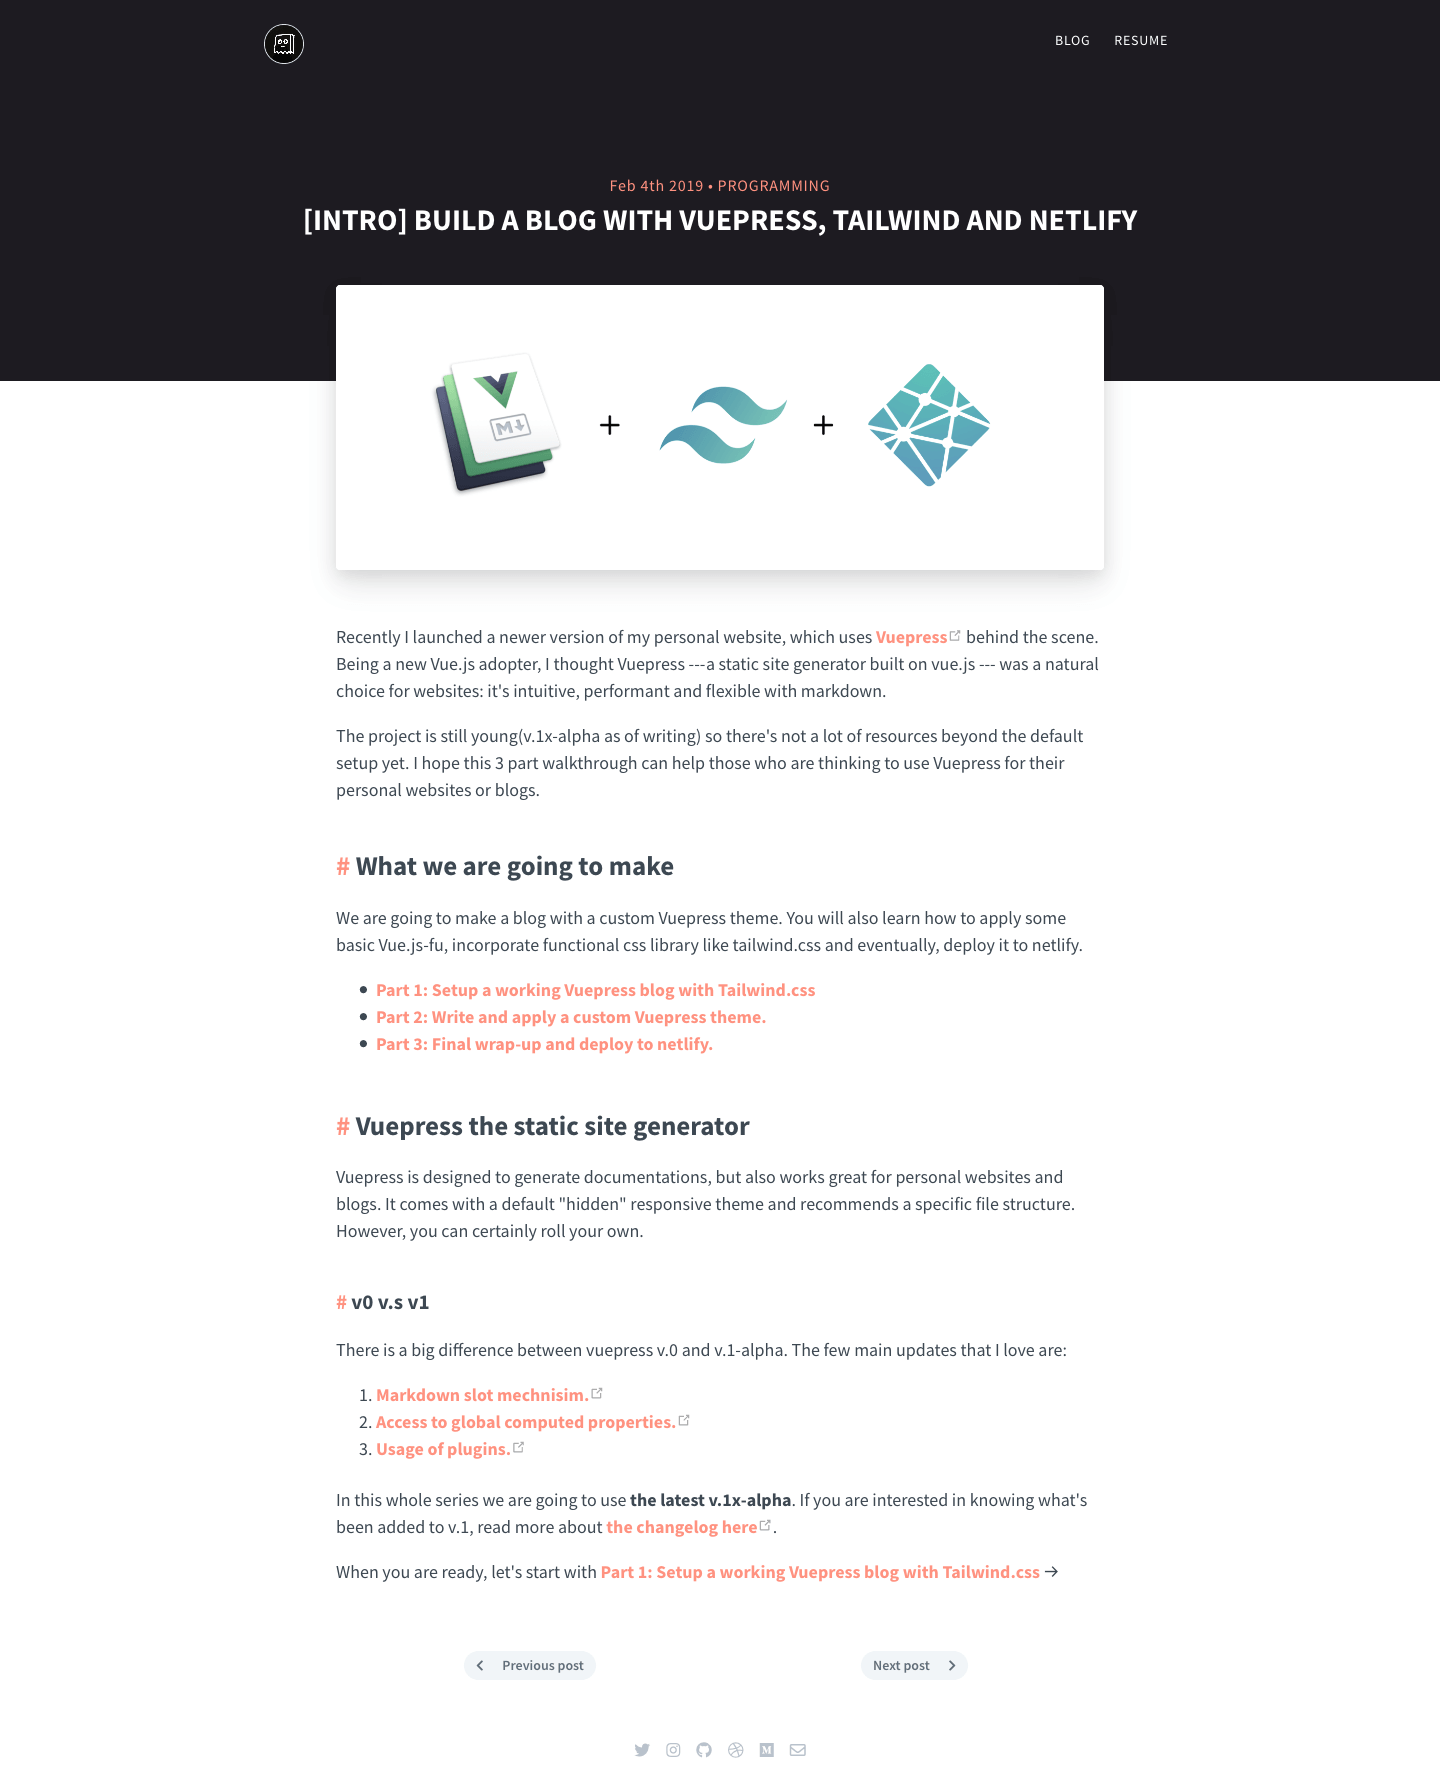 BLOG RESUME
Feb 4th 2019 • PROGRAMMING
[INTRO] BUILD A BLOG WITH VUEPRESS, TAILWIND AND NETLIFY
M
+ +
Recently I launched a newer version of my personal website, which uses Vuepress behind the scene.
Being a new Vue.js adopter, I thought Vuepress ---a static site generator built on vue.js --- was a natural
choice for websites: it's intuitive, performant and flexible with markdown.
The project is still young(v.1x-alpha as of writing) so there's not a lot of resources beyond the default
setup yet. I hope this 3 part walkthrough can help those who are thinking to use Vuepress for their
personal websites or blogs.
# What we are going to make
We are going to make a blog with a custom Vuepress theme. You will also learn how to apply some
basic Vue.js-fu, incorporate functional css library like tailwind.css and eventually, deploy it to netlify.
• Part 1: Setup a working Vuepress blog with Tailwind.css
• Part 2: Write and apply a custom Vuepress theme.
• Part 3: Final wrap-up and deploy to netlify.
# Vuepress the static site generator
Vuepress is designed to generate documentations, but also works great for personal websites and
blogs. It comes with a default "hidden" responsive theme and recommends a specific file structure.
However, you can certainly roll your own.
# v0 v.s v1
There is a big difference between vuepress v.0 and v.1-alpha. The few main updates that I love are:
1. Markdown slot mechnisim.
2. Access to global computed properties.
3. Usage of plugins.
In this whole series we are going to use the latest v.1x-alpha. If you are interested in knowing what's
been added to v.1, read more about the changelog here.
When you are ready, let's start with Part 1: Setup a working Vuepress blog with Tailwind.css →
Previous post Next post